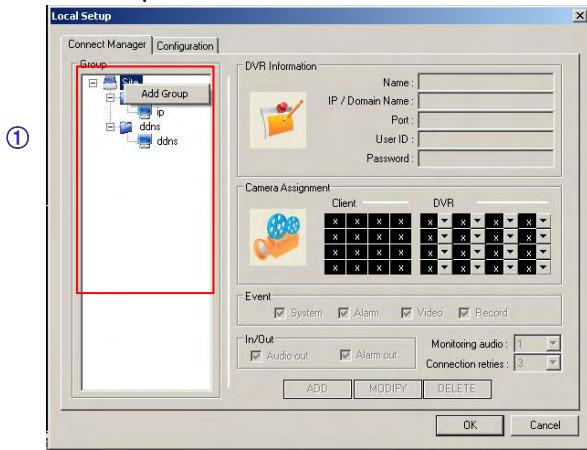 Local Setup
Connect Manager
Configuration
①
Group
Site
Add Group
ip
ddns
ddns
DVR Information
Name :
IP / Domain Name :
Port :
User ID :
Password :
Camera Assignment
Client
DVR
x x x x x x x x
x x x x x x x x
x x x x x x x x
x x x x x x x x
Event
System Alarm Video Record
In/Out
Audio out Alarm out
Monitoring audio : 1
Connection retries : 3
ADD MODIFY DELETE
OK Cancel